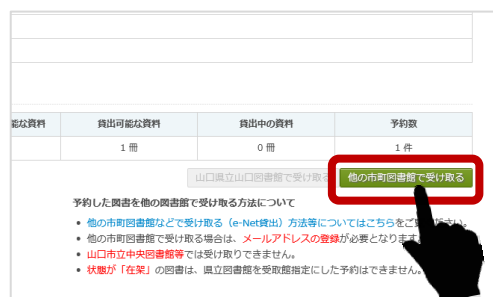 能な資料 貸出可能な資料 貸出中の資料 予約数
1 冊 0 冊 1 件
山口県立山口図書館で受け取る 他の市町図書館で受け取る
予約した図書を他の図書館で受け取る方法について
• 他の市町図書館などで受け取る（e-Net貸出）方法等についてはこちらをご ください。
• 他の市町図書館で受け取る場合は、メールアドレスの登録が必要となります
• 山口市立中央図書館等では受け取りできません。
• 状態が「在架」の図書は、県立図書館を受取館指定にした予約はできません。